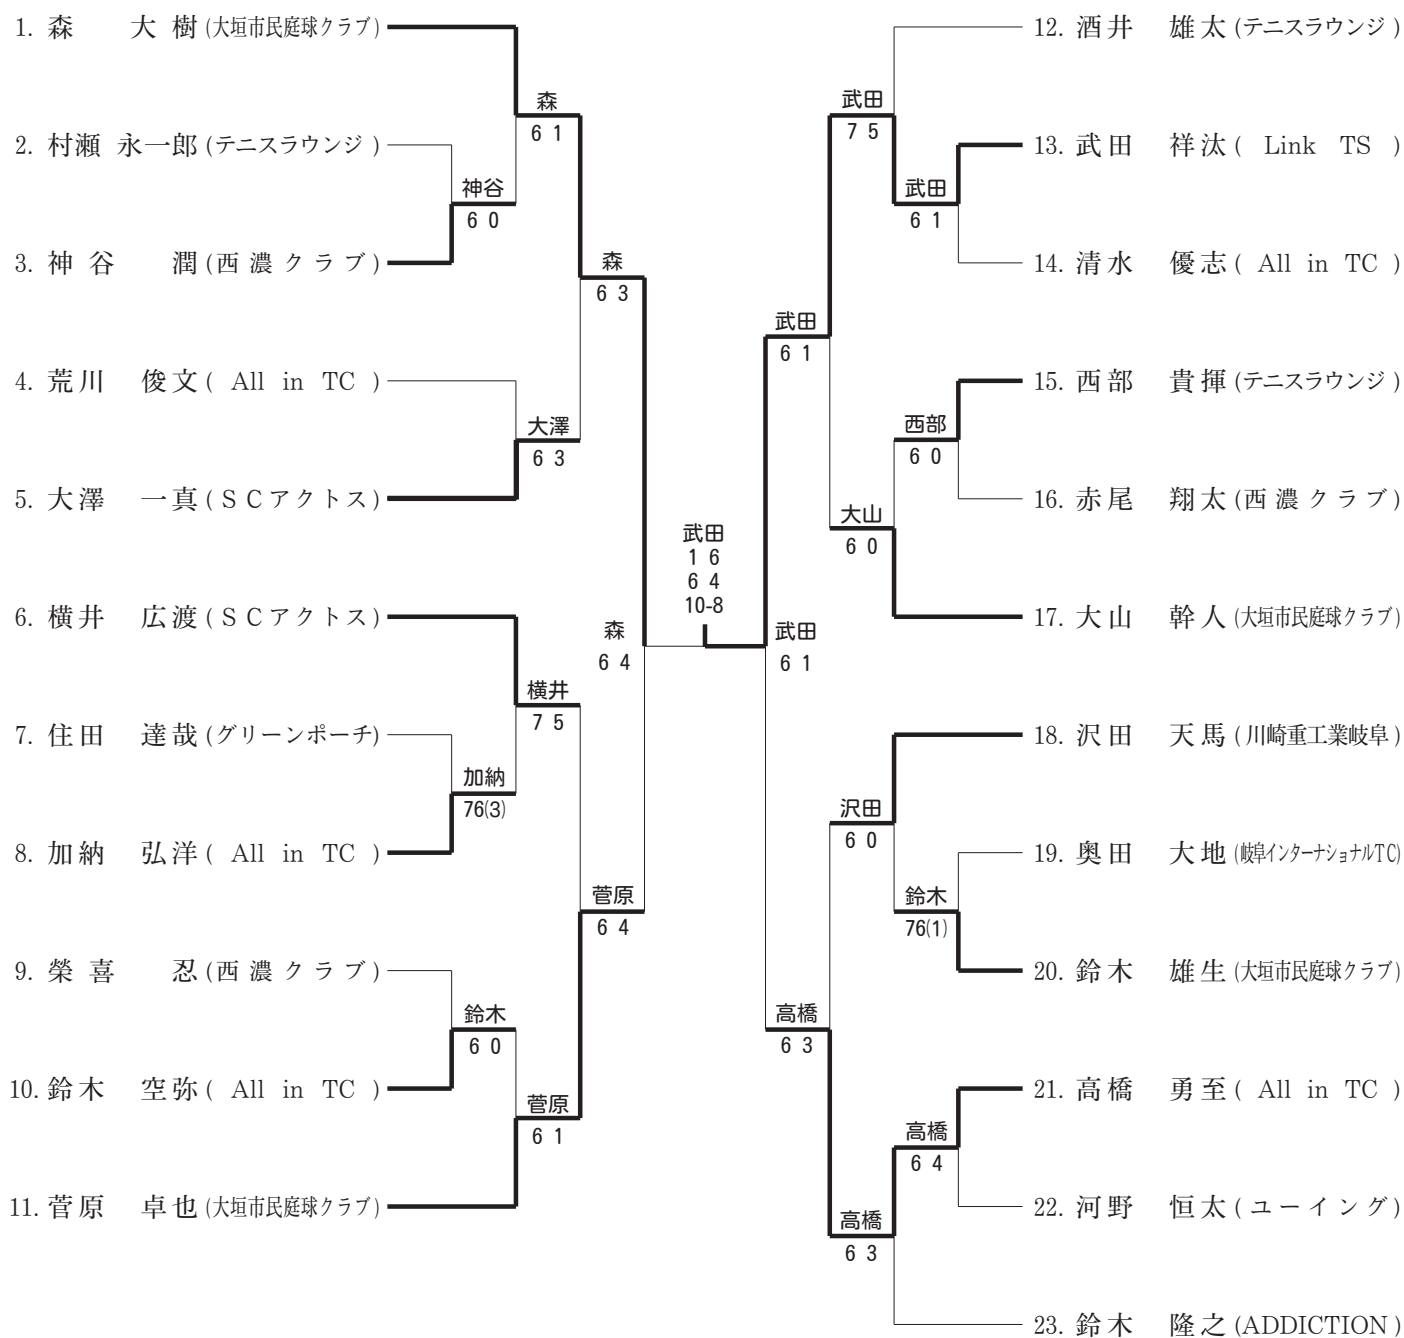 1. 森 大樹 (大垣市民庭球クラブ)
2. 村瀬 永一郎 (テニスラウンジ )
3. 神谷 潤 (西濃クラブ)
4. 荒川 俊文 ( All in TC )
5. 大澤 一真 (SCアクトス)
6. 横井 広渡 (SCアクトス)
7. 住田 達哉 (グリーンポーチ)
8. 加納 弘洋 ( All in TC )
9. 榮喜 忍 (西濃クラブ)
10. 鈴木 空弥 ( All in TC )
11. 菅原 卓也 (大垣市民庭球クラブ)
神谷
6 0
加納
76(3)
鈴木
6 0
森
6 1
大澤
6 3
横井
7 5
菅原
6 1
森
6 3
菅原
6 4
森
6 4
武田
1 6
6 4
10-8
武田
6 1
武田
6 1
高橋
6 3
武田
7 5
大山
6 0
沢田
6 0
高橋
6 3
武田
6 1
西部
6 0
鈴木
76(1)
高橋
6 4
12. 酒井 雄太 (テニスラウンジ )
13. 武田 祥汰 ( Link TS )
14. 清水 優志 ( All in TC )
15. 西部 貴揮 (テニスラウンジ )
16. 赤尾 翔太 (西濃クラブ)
17. 大山 幹人 (大垣市民庭球クラブ)
18. 沢田 天馬 (川崎重工業岐阜 )
19. 奥田 大地 (岐阜インターナショナルTC)
20. 鈴木 雄生 (大垣市民庭球クラブ)
21. 高橋 勇至 ( All in TC )
22. 河野 恒太 (ユーイング)
23. 鈴木 隆之 (ADDICTION )